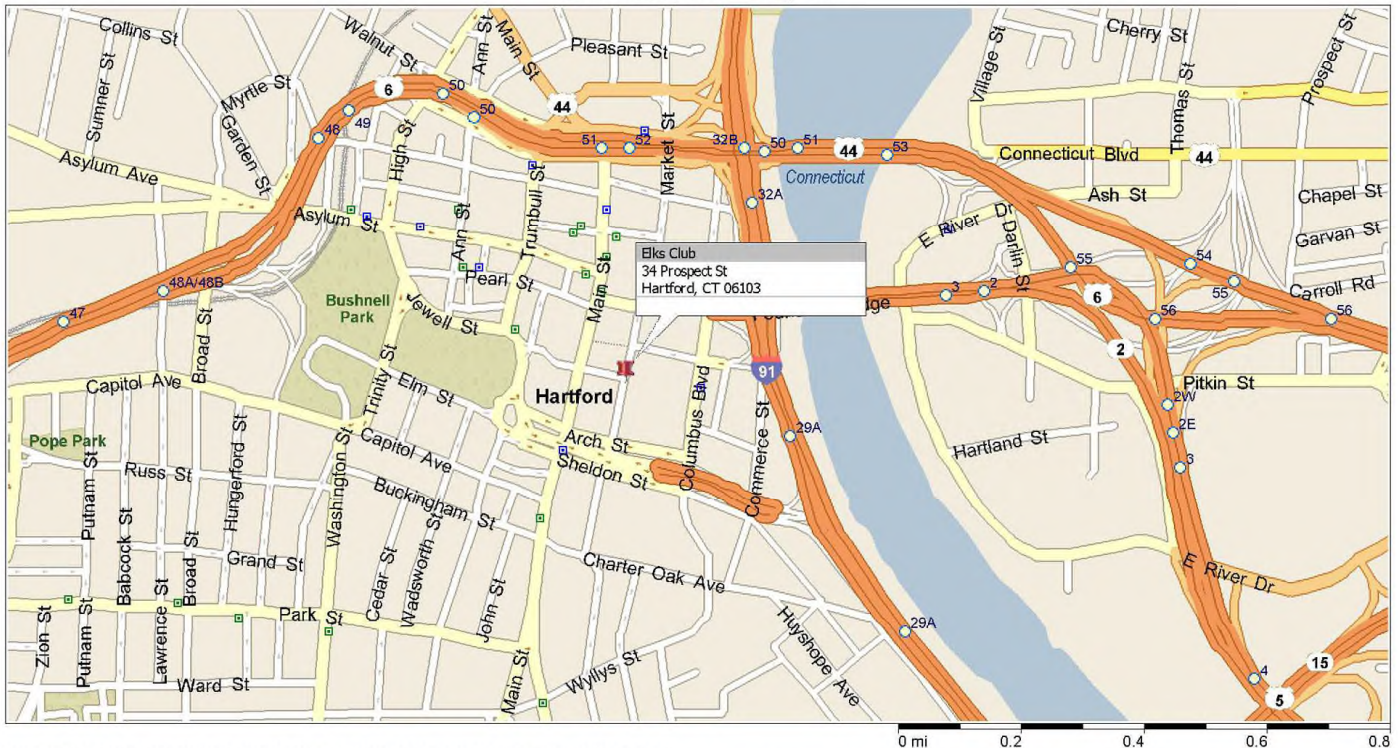 Collins St
Walnut St
Ann St
Main St
Pleasant St
Village St
Cherry St
Prospect St
Sumner St
Myrtle St
Garden St
6
50
50
49
48
44
High St
51
52
Market St
32B
50
51
44
53
Connecticut Blvd
44
Thomas St
Connecticut
Asylum Ave
Asylum St
Ann St
Trumbull St
32A
Ash St
Chapel St
E River Dr
Darlin St
Garvan St
Elks Club
34 Prospect St
Hartford, CT 06103
Pearl St
Main St
48A/48B
47
Bushnell
Park
Jewell St
3
2
55
6
54
55
Carroll Rd
56
56
2
Broad St
Trinity St
Elm St
Hartford
91
Columbus Blvd
Commerce St
Pitkin St
2W
2E
3
Capitol Ave
Pope Park
Capitol Ave
Arch St
Sheldon St
29A
Hartland St
Russ St
Putnam St
Hungerford St
Washington St
Buckingham St
Babcock St
Broad St
Grand St
Cedar St
Wadsworth St
Charter Oak Ave
E River Dr
Zion St
Putnam St
Lawrence St
Park St
John St
Huyshope Ave
29A
Ward St
Main St
Wyllys St
4
15
5
0 mi
0.2
0.4
0.6
0.8